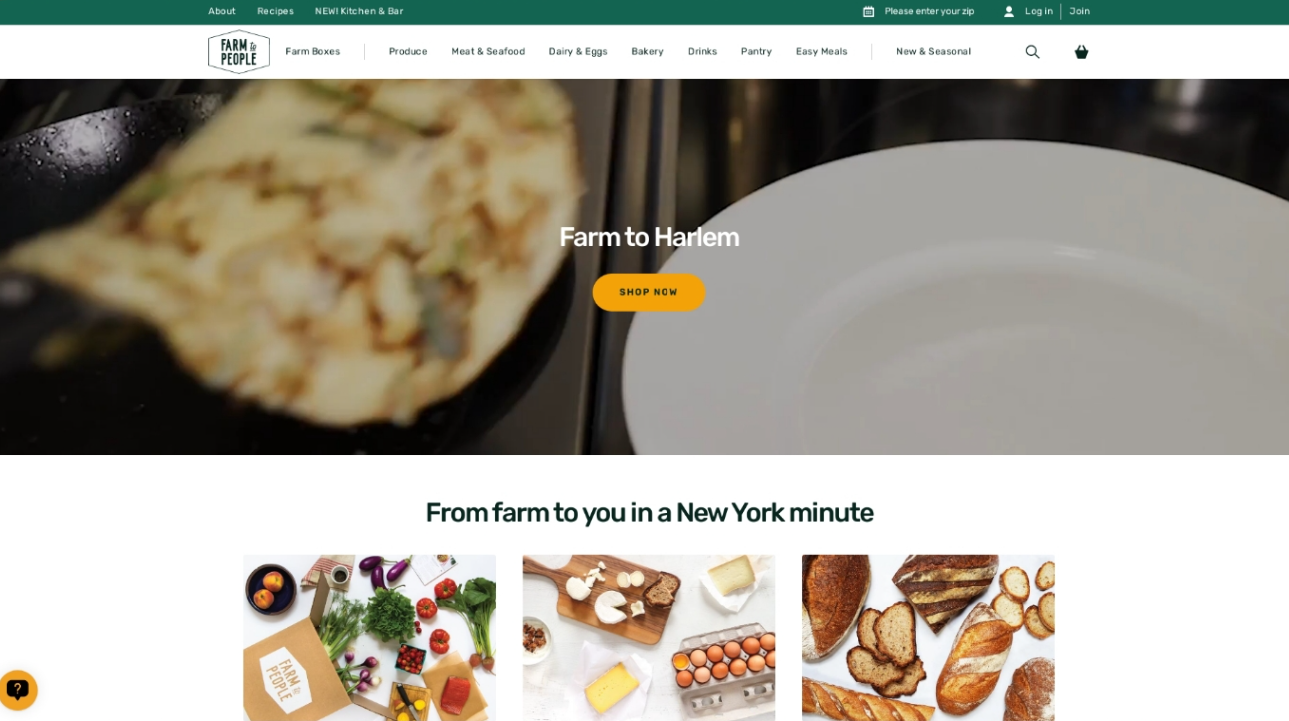 About Recipes NEW! Kitchen & Bar Please enter your zip Log in Join
FARM to
PEOPLE
Farm Boxes Produce Meat & Seafood Dairy & Eggs Bakery Drinks Pantry Easy Meals New & Seasonal
Farm to Harlem
SHOP NOW
From farm to you in a New York minute
FARM to
PEOPLE